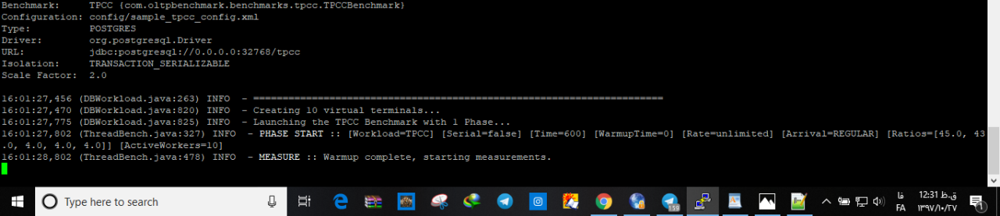 Benchmark: TPCC {com.oltpbenchmark.benchmarks.tpcc.TPCCBenchmark}
Configuration: config/sample_tpcc_config.xml
Type: POSTGRES
Driver: org.postgresql.Driver
URL: jdbc:postgresql://0.0.0.0:32768/tpcc
Isolation: TRANSACTION_SERIALIZABLE
Scale Factor: 2.0
16:01:27,456 (DBWorkload.java:263) INFO - ======================================================================
16:01:27,470 (DBWorkload.java:820) INFO - Creating 10 virtual terminals...
16:01:27,775 (DBWorkload.java:825) INFO - Launching the TPCC Benchmark with 1 Phase...
16:01:27,802 (ThreadBench.java:327) INFO - PHASE START :: [Workload=TPCC] [Serial=false] [Time=600] [WarmupTime=0] [Rate=unlimited] [Arrival=REGULAR] [Ratios=[45.0, 43
.0, 4.0, 4.0, 4.0]] [ActiveWorkers=10]
16:01:28,802 (ThreadBench.java:478) INFO - MEASURE :: Warmup complete, starting measurements.
Type here to search
159
فا
FA
12:31 ق.ظ
۱۳۹۷/۱۰/۲۷
1